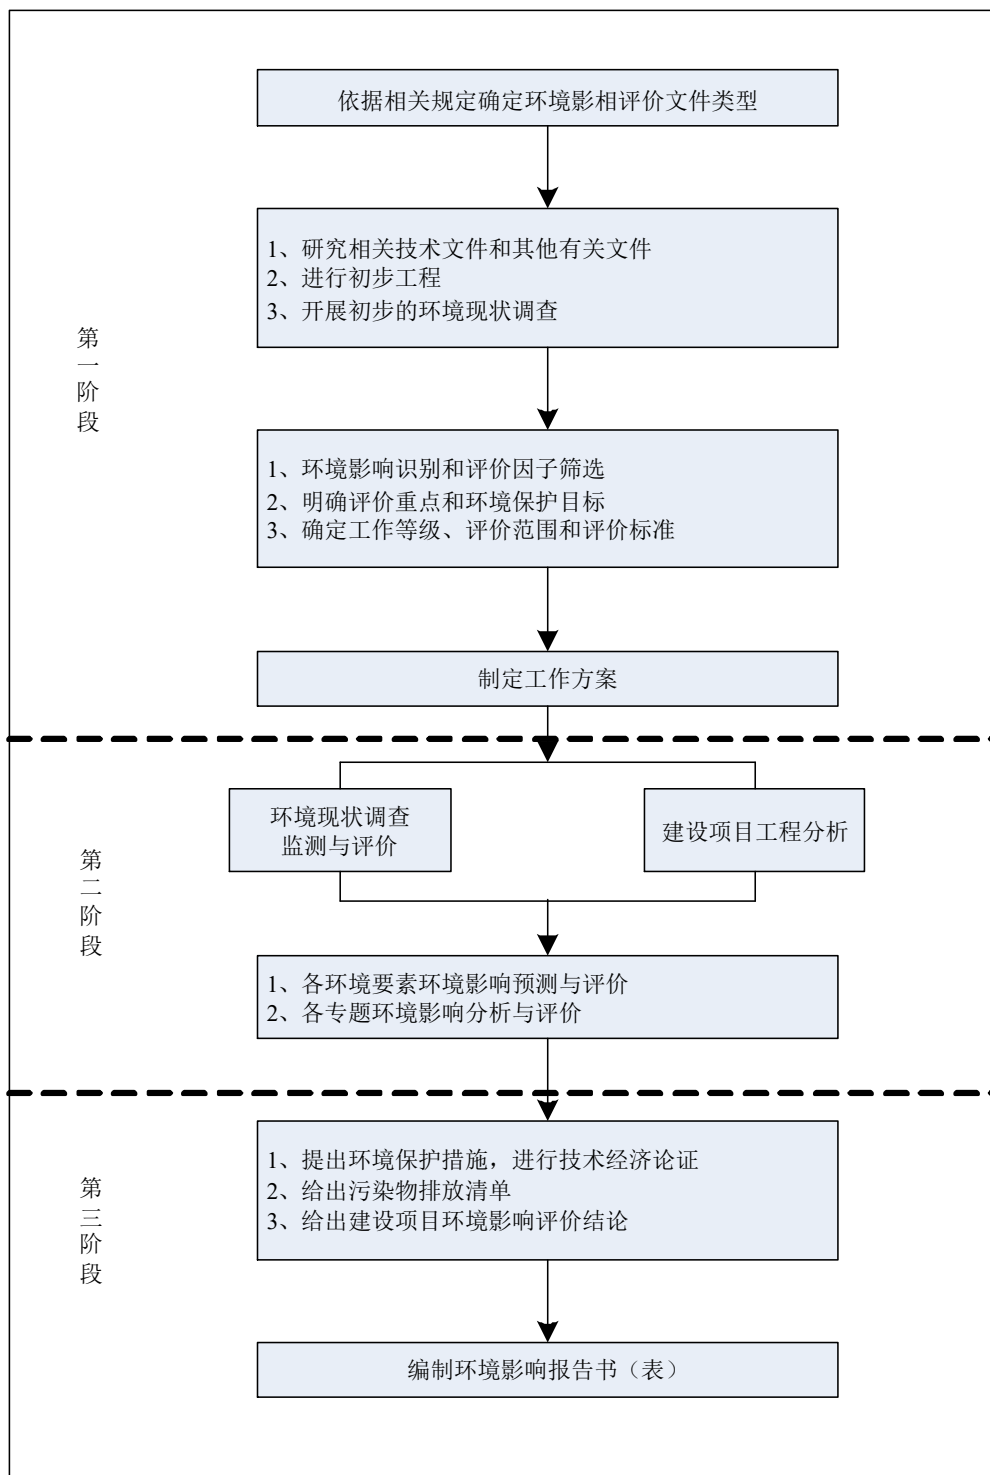 依据相关规定确定环境影相评价文件类型
1、研究相关技术文件和其他有关文件
2、进行初步工程
3、开展初步的环境现状调查
第一阶段
1、环境影响识别和评价因子筛选
2、明确评价重点和环境保护目标
3、确定工作等级、评价范围和评价标准
制定工作方案
环境现状调查
监测与评价
建设项目工程分析
第二阶段
1、各环境要素环境影响预测与评价
2、各专题环境影响分析与评价
1、提出环境保护措施，进行技术经济论证
2、给出污染物排放清单
3、给出建设项目环境影响评价结论
第三阶段
编制环境影响报告书（表）